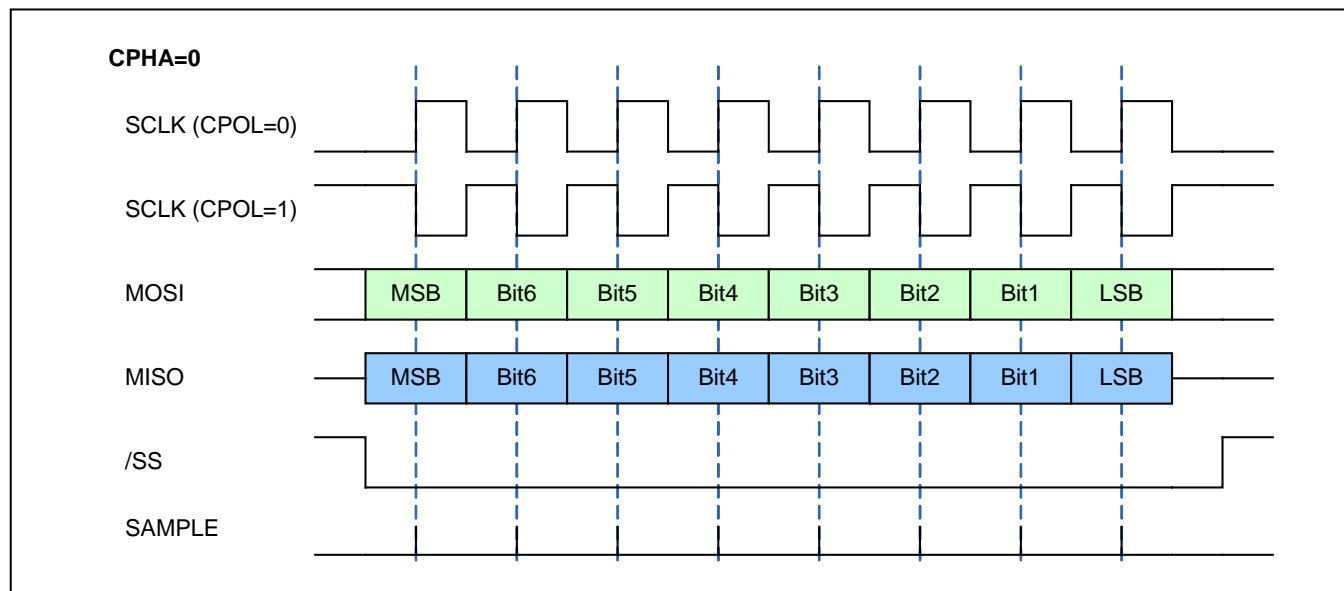 CPHA=0
SCLK (CPOL=0)
SCLK (CPOL=1)
MOSI MSB Bit6 Bit5 Bit4 Bit3 Bit2 Bit1 LSB
MISO MSB Bit6 Bit5 Bit4 Bit3 Bit2 Bit1 LSB
/SS
SAMPLE